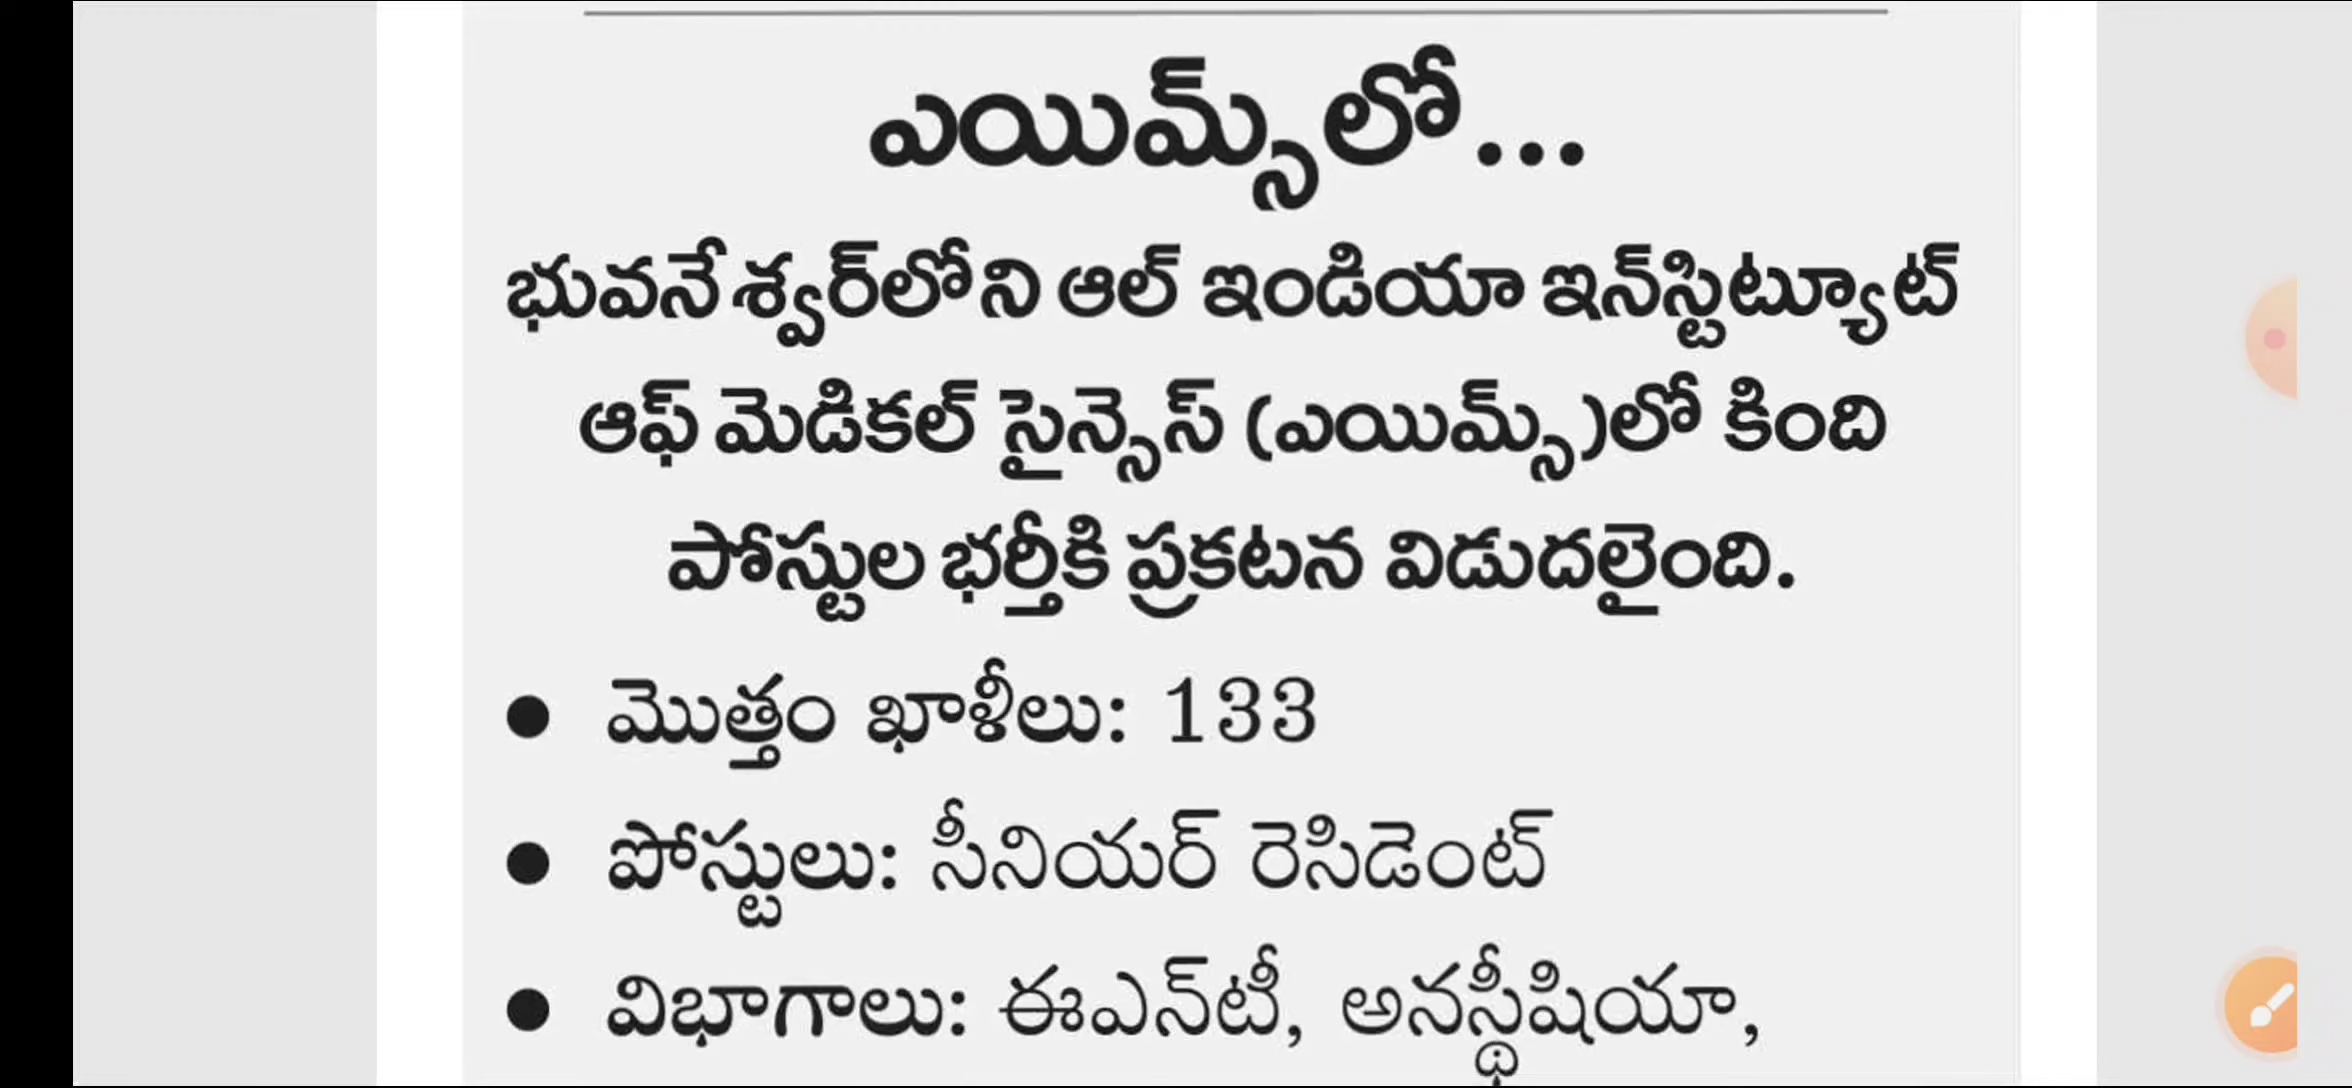 ఎయిమ్స్‌లో...
భువనేశ్వర్‌లోని ఆల్ ఇండియా ఇన్‌స్టిట్యూట్
ఆఫ్ మెడికల్ సైన్సెస్ (ఎయిమ్స్)లో కింది
పోస్టుల భర్తీకి ప్రకటన విడుదలైంది.
● మొత్తం ఖాళీలు: 133
● పోస్టులు: సీనియర్ రెసిడెంట్
● విభాగాలు: ఈఎన్‌టీ, అనస్థీషియా,